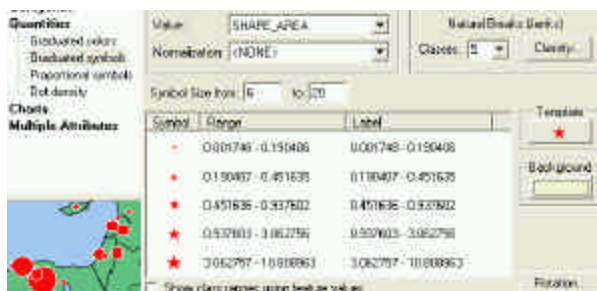 Quantities
Graduated colors
Graduated symbols
Proportional symbols
Dot density
Charts
Multiple Attributes
Value: SHAPE_AREA
Normalization: <NONE>
Natural Breaks (Jenks)
Classes: 5 Classify...
Symbol Size from: 6 to: 20
Symbol Range Label
0.001748 - 0.190406 0.001748 - 0.190406
0.190407 - 0.451635 0.190407 - 0.451635
0.451636 - 0.937602 0.451636 - 0.937602
0.937603 - 3.062756 0.937603 - 3.062756
3.062757 - 10.808963 3.062757 - 10.808963
Show class ranges using feature values
Template
Background
Rotation